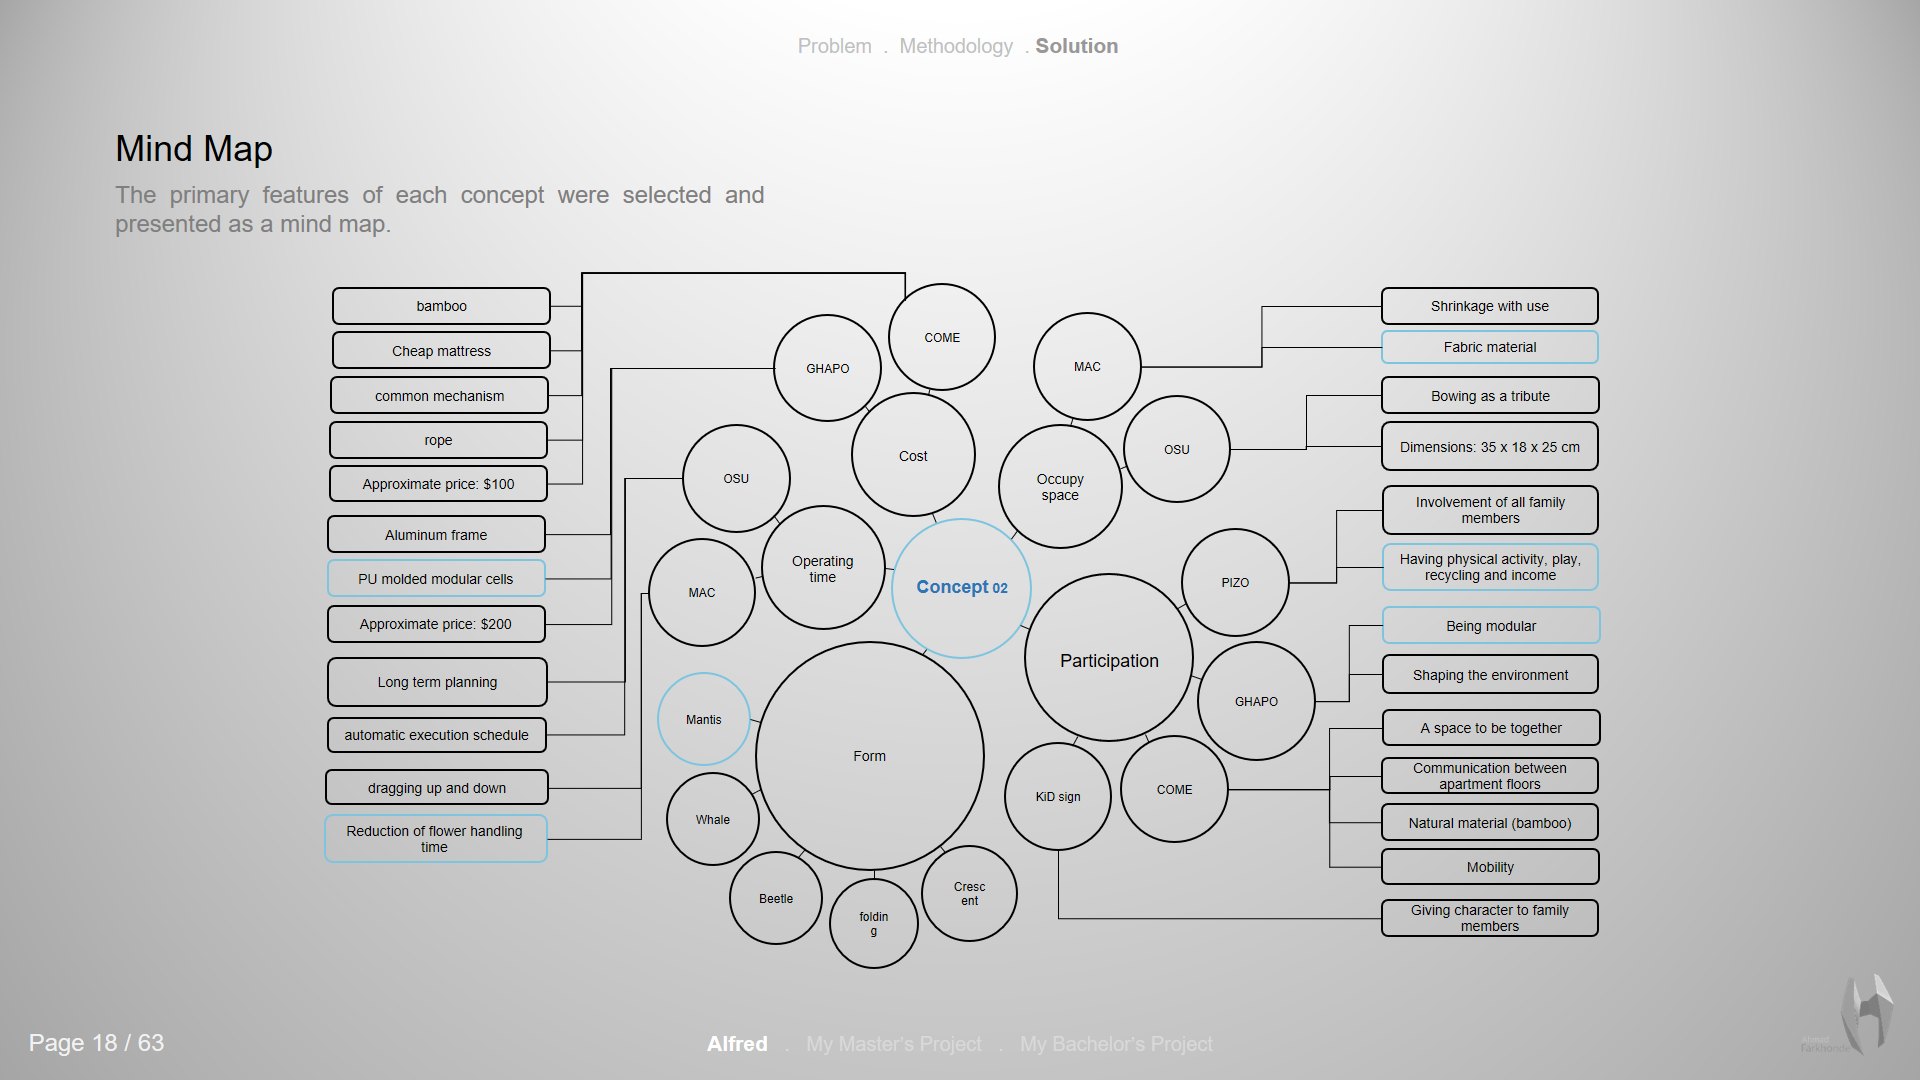 Problem . Methodology . Solution
Mind Map
The primary features of each concept were selected and
presented as a mind map.
bamboo
Cheap mattress
common mechanism
rope
Approximate price: $100
Aluminum frame
PU molded modular cells
Approximate price: $200
Long term planning
automatic execution schedule
dragging up and down
Reduction of flower handling
time
COME
GHAPO
Cost
OSU
Operating
time
MAC
Concept 02
Mantis
Form
Whale
Beetle
foldin
g
Cresc
ent
MAC
OSU
Occupy
space
PIZO
Participation
GHAPO
KiD sign
COME
Shrinkage with use
Fabric material
Bowing as a tribute
Dimensions: 35 x 18 x 25 cm
Involvement of all family
members
Having physical activity, play,
recycling and income
Being modular
Shaping the environment
A space to be together
Communication between
apartment floors
Natural material (bamboo)
Mobility
Giving character to family
members
Page 18 / 63
Alfred . My Master's Project . My Bachelor's Project